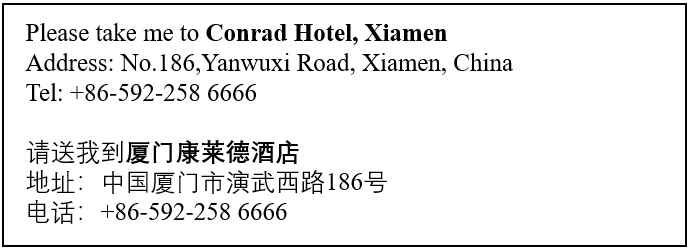 Please take me to Conrad Hotel, Xiamen
Address: No.186,Yanwuxi Road, Xiamen, China
Tel: +86-592-258 6666
请送我到厦门康莱德酒店
地址：中国厦门市演武西路186号
电话：+86-592-258 6666